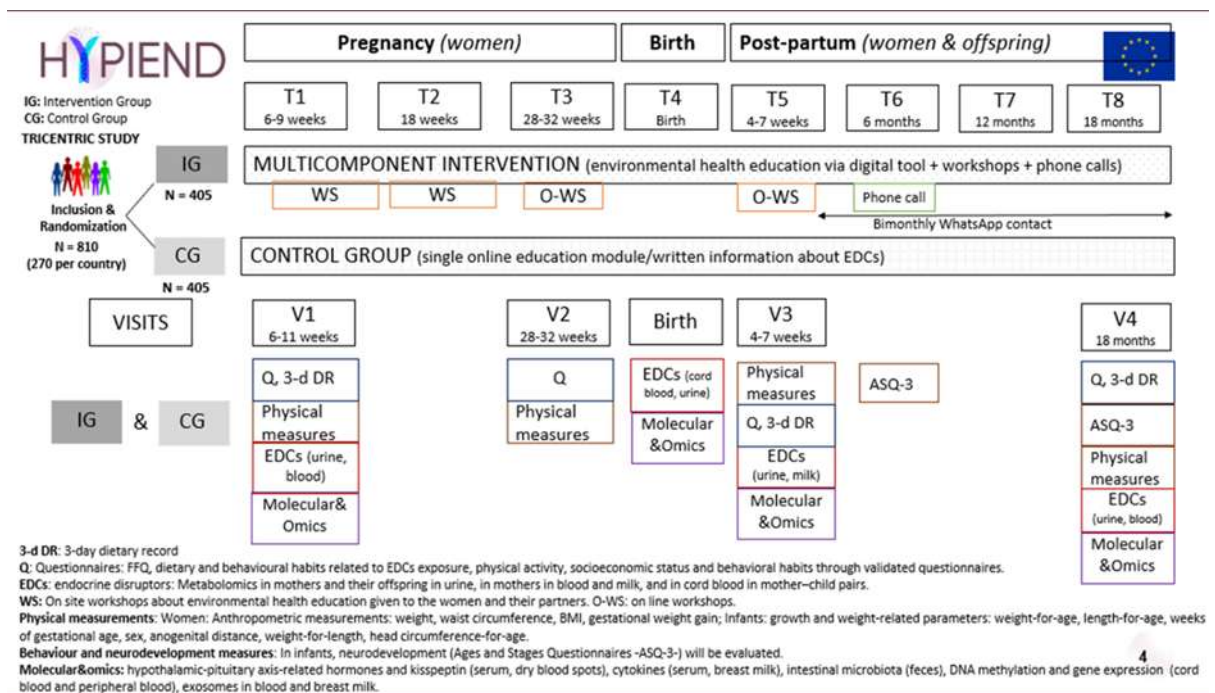 HYPIEND
Pregnancy (women)
Birth
Post-partum (women & offspring)
IG: Intervention Group
CG: Control Group
TRICENTRIC STUDY
T1
6-9 weeks
T2
18 weeks
T3
28-32 weeks
T4
Birth
T5
4-7 weeks
T6
6 months
T7
12 months
T8
18 months
Inclusion &
Randomization
N = 810
(270 per country)
IG
N = 405
MULTICOMPONENT INTERVENTION (environmental health education via digital tool + workshops + phone calls)
WS
WS
O-WS
O-WS
Phone call
Bimonthly WhatsApp contact
CG
N = 405
CONTROL GROUP (single online education module/written information about EDCs)
VISITS
V1
6-11 weeks
V2
28-32 weeks
Birth
V3
4-7 weeks
V4
18 months
IG & CG
Q, 3-d DR
Physical
measures
EDCs (urine,
blood)
Molecular&
Omics
Q
Physical
measures
EDCs (cord
blood, urine)
Molecular
&Omics
Physical
measures
Q, 3-d DR
EDCs
(urine, milk)
Molecular
&Omics
ASQ-3
Q, 3-d DR
ASQ-3
Physical
measures
EDCs
(urine, blood)
Molecular
&Omics
3-d DR: 3-day dietary record
Q: Questionnaires: FFQ, dietary and behavioural habits related to EDCs exposure, physical activity, socioeconomic status and behavioral habits through validated questionnaires.
EDCs: endocrine disruptors: Metabolomics in mothers and their offspring in urine, in mothers in blood and milk, and in cord blood in mother–child pairs.
WS: On site workshops about environmental health education given to the women and their partners. O-WS: on line workshops.
Physical measurements: Women: Anthropometric measurements: weight, waist circumference, BMI, gestational weight gain; Infants: growth and weight-related parameters: weight-for-age, length-for-age, weeks
of gestational age, sex, anogenital distance, weight-for-length, head circumference-for-age.
Behaviour and neurodevelopment measures: In infants, neurodevelopment (Ages and Stages Questionnaires -ASQ-3-) will be evaluated.
Molecular&omics: hypothalamic-pituitary axis-related hormones and kisspeptin (serum, dry blood spots), cytokines (serum, breast milk), intestinal microbiota (feces), DNA methylation and gene expression (cord
blood and peripheral blood), exosomes in blood and breast milk.
4